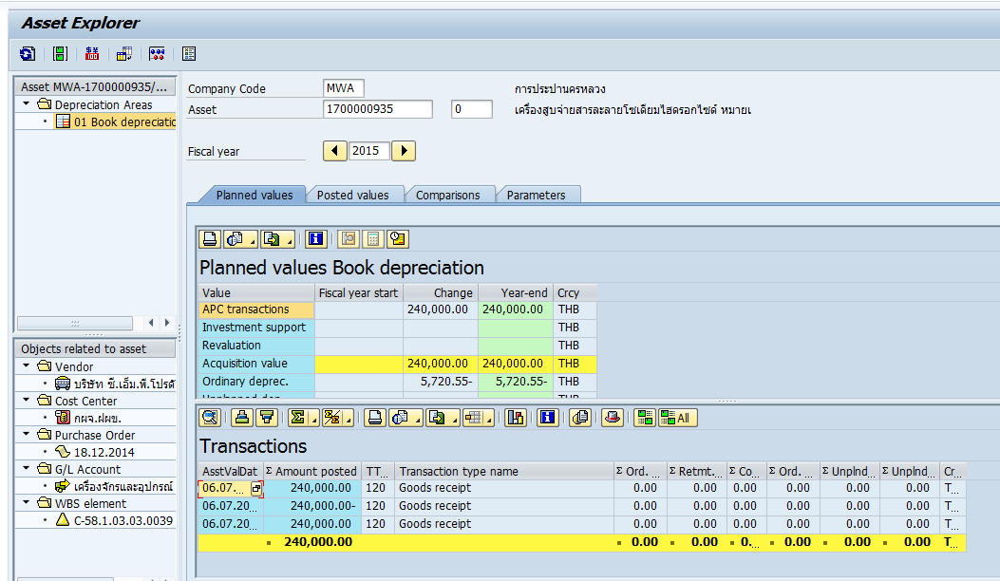 Asset Explorer
Asset MWA-1700000935/...
Depreciation Areas
01 Book depreciatic
Company Code MWA การประปานครหลวง
Asset 1700000935 0 เครื่องสูบจ่ายสารละลายโซเดียมไฮดรอกไซด์ หมายเ
Fiscal year 2015
Planned values Posted values Comparisons Parameters
Planned values Book depreciation
Value Fiscal year start Change Year-end Crcy
APC transactions 240,000.00 240,000.00 THB
Investment support THB
Revaluation THB
Acquisition value 240,000.00 240,000.00 THB
Ordinary deprec. 5,720.55- 5,720.55- THB
Objects related to asset
Vendor
บริษัท ซี.เอ็ม.พี.โปรดั
Cost Center
กผจ.ฝผข.
Purchase Order
18.12.2014
G/L Account
เครื่องจักรและอุปกรณ์
WBS element
C-58.1.03.03.0039
All
Transactions
AsstValDat Σ Amount posted TT... Transaction type name Σ Ord. ... Σ Retmt.... Σ Co... Σ Ord. ... Σ Unplnd... Σ Unplnd... Cr...
06.07.... 240,000.00 120 Goods receipt 0.00 0.00 0.00 0.00 0.00 0.00 T...
06.07.20... 240,000.00- 120 Goods receipt 0.00 0.00 0.00 0.00 0.00 0.00 T...
06.07.20... 240,000.00 120 Goods receipt 0.00 0.00 0.00 0.00 0.00 0.00 T...
240,000.00 0.00 0.00 0.... 0.00 0.00 0.00 T...